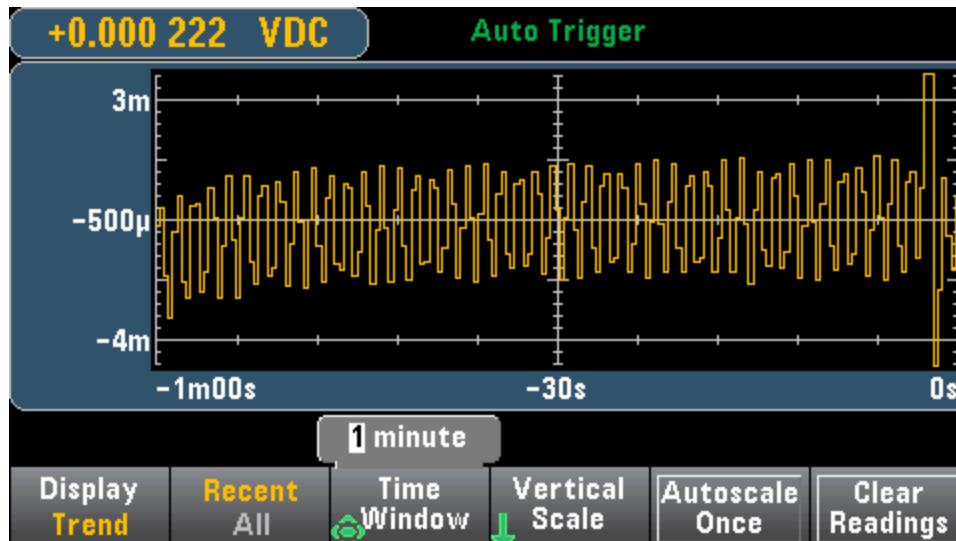 +0.000 222 VDC
Auto Trigger
3m
-500µ
-4m
-1m00s -30s 0s
1 minute
Display Recent Time Vertical Autoscale Clear
Trend All Window Scale Once Readings